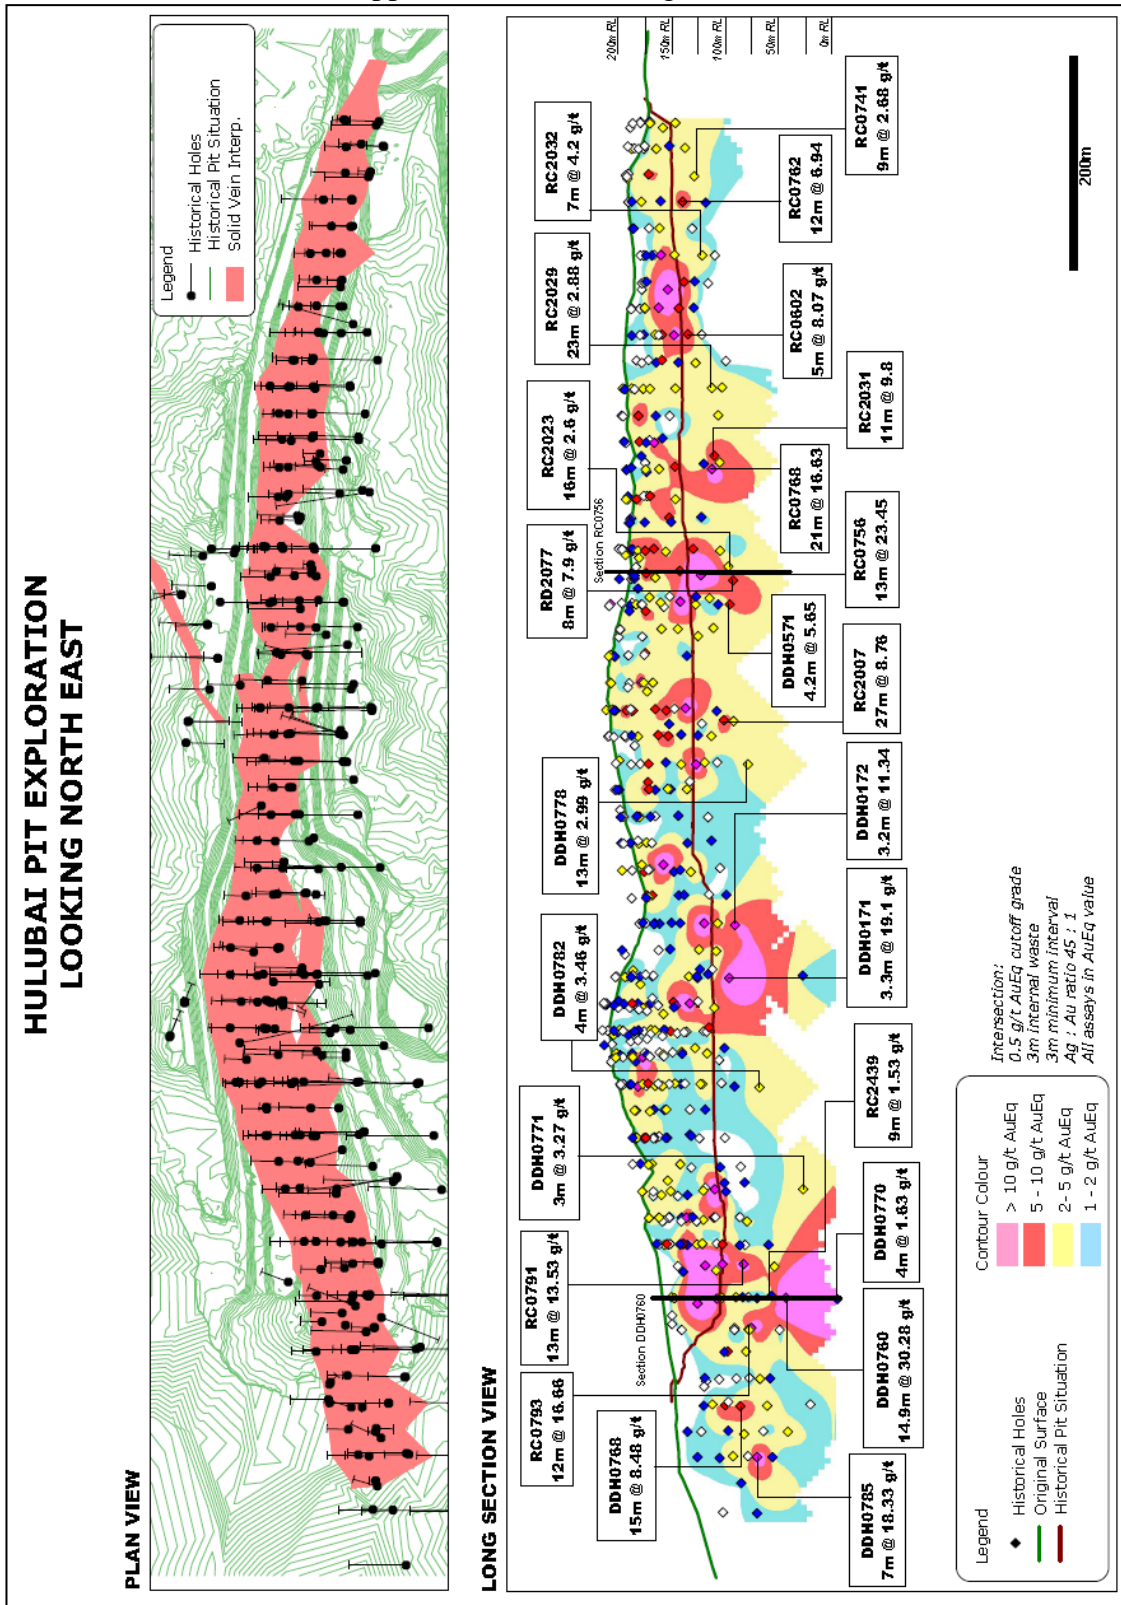 HULUBAI PIT EXPLORATION
LOOKING NORTH EAST
PLAN VIEW
Legend
Historical Holes
Historical Pit Situation
Solid Vein Interp.
LONG SECTION VIEW
200m RL
150m RL
100m RL
50m RL
0m RL
RC0793
12m @ 16.66
RC0791
13m @ 13.53 g/t
DDH0771
3m @ 3.27 g/t
DDH0782
4m @ 3.46 g/t
DDH0778
13m @ 2.99 g/t
RD2077
8m @ 7.9 g/t
RC2023
16m @ 2.6 g/t
RC2029
23m @ 2.88 g/t
RC2032
7m @ 4.2 g/t
Section DDH0760
Section RC0756
DDH0768
15m @ 8.48 g/t
DDH0785
7m @ 18.33 g/t
DDH0760
14.9m @ 30.28 g/t
DDH0770
4m @ 1.63 g/t
RC2439
9m @ 1.53 g/t
DDH0171
3.3m @ 19.1 g/t
DDH0172
3.2m @ 11.34
RC2007
27m @ 8.76
DDH0571
4.2m @ 5.65
RC0756
13m @ 23.45
RC0768
21m @ 16.63
RC2031
11m @ 9.8
RC0602
5m @ 8.07 g/t
RC0762
12m @ 6.94
RC0741
9m @ 2.68 g/t
Legend
Historical Holes
Original Surface
Historical Pit Situation
Contour Colour
> 10 g/t AuEq
5 - 10 g/t AuEq
2- 5 g/t AuEq
1 - 2 g/t AuEq
Intersection:
0.5 g/t AuEq cutoff grade
3m internal waste
3m minimum interval
Ag : Au ratio 45 : 1
All assays in AuEq value
200m